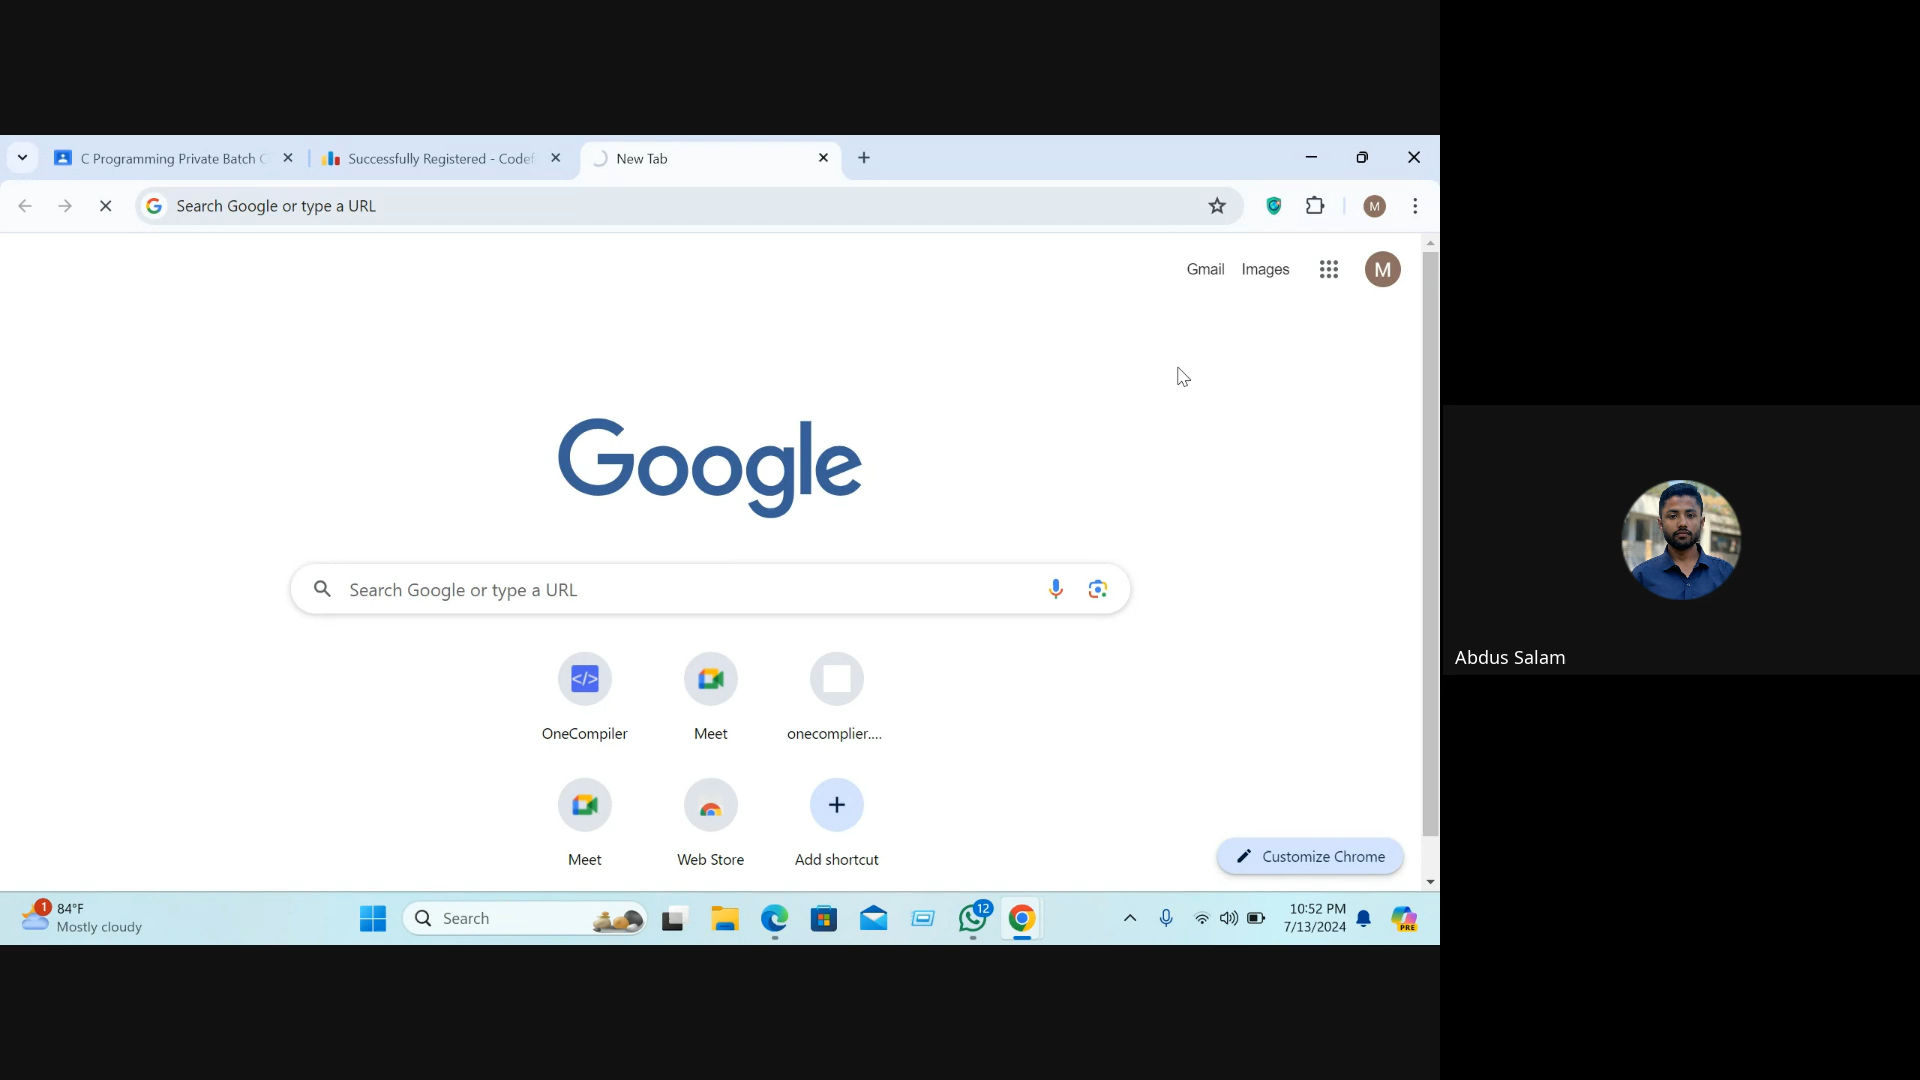 C Programming Private Batch C
Successfully Registered - Codef
New Tab
Search Google or type a URL
M
Gmail
Images
M
Google
Search Google or type a URL
OneCompiler
Meet
onecomplier....
Meet
Web Store
Add shortcut
Customize Chrome
Abdus Salam
1
84°F
Mostly cloudy
Search
12
10:52 PM
7/13/2024
PRE